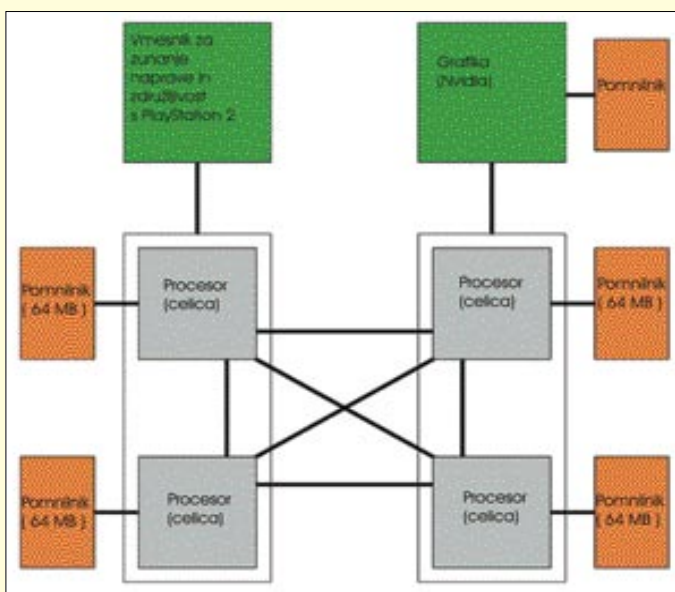 Vmesnik za
zunanje
naprave in
združljivost
s PlayStation 2
Grafika
(Nvidia)
Pomnilnik
Pomnilnik
( 64 MB )
Procesor
(celica)
Procesor
(celica)
Pomnilnik
( 64 MB )
Pomnilnik
( 64 MB )
Procesor
(celica)
Procesor
(celica)
Pomnilnik
( 64 MB )